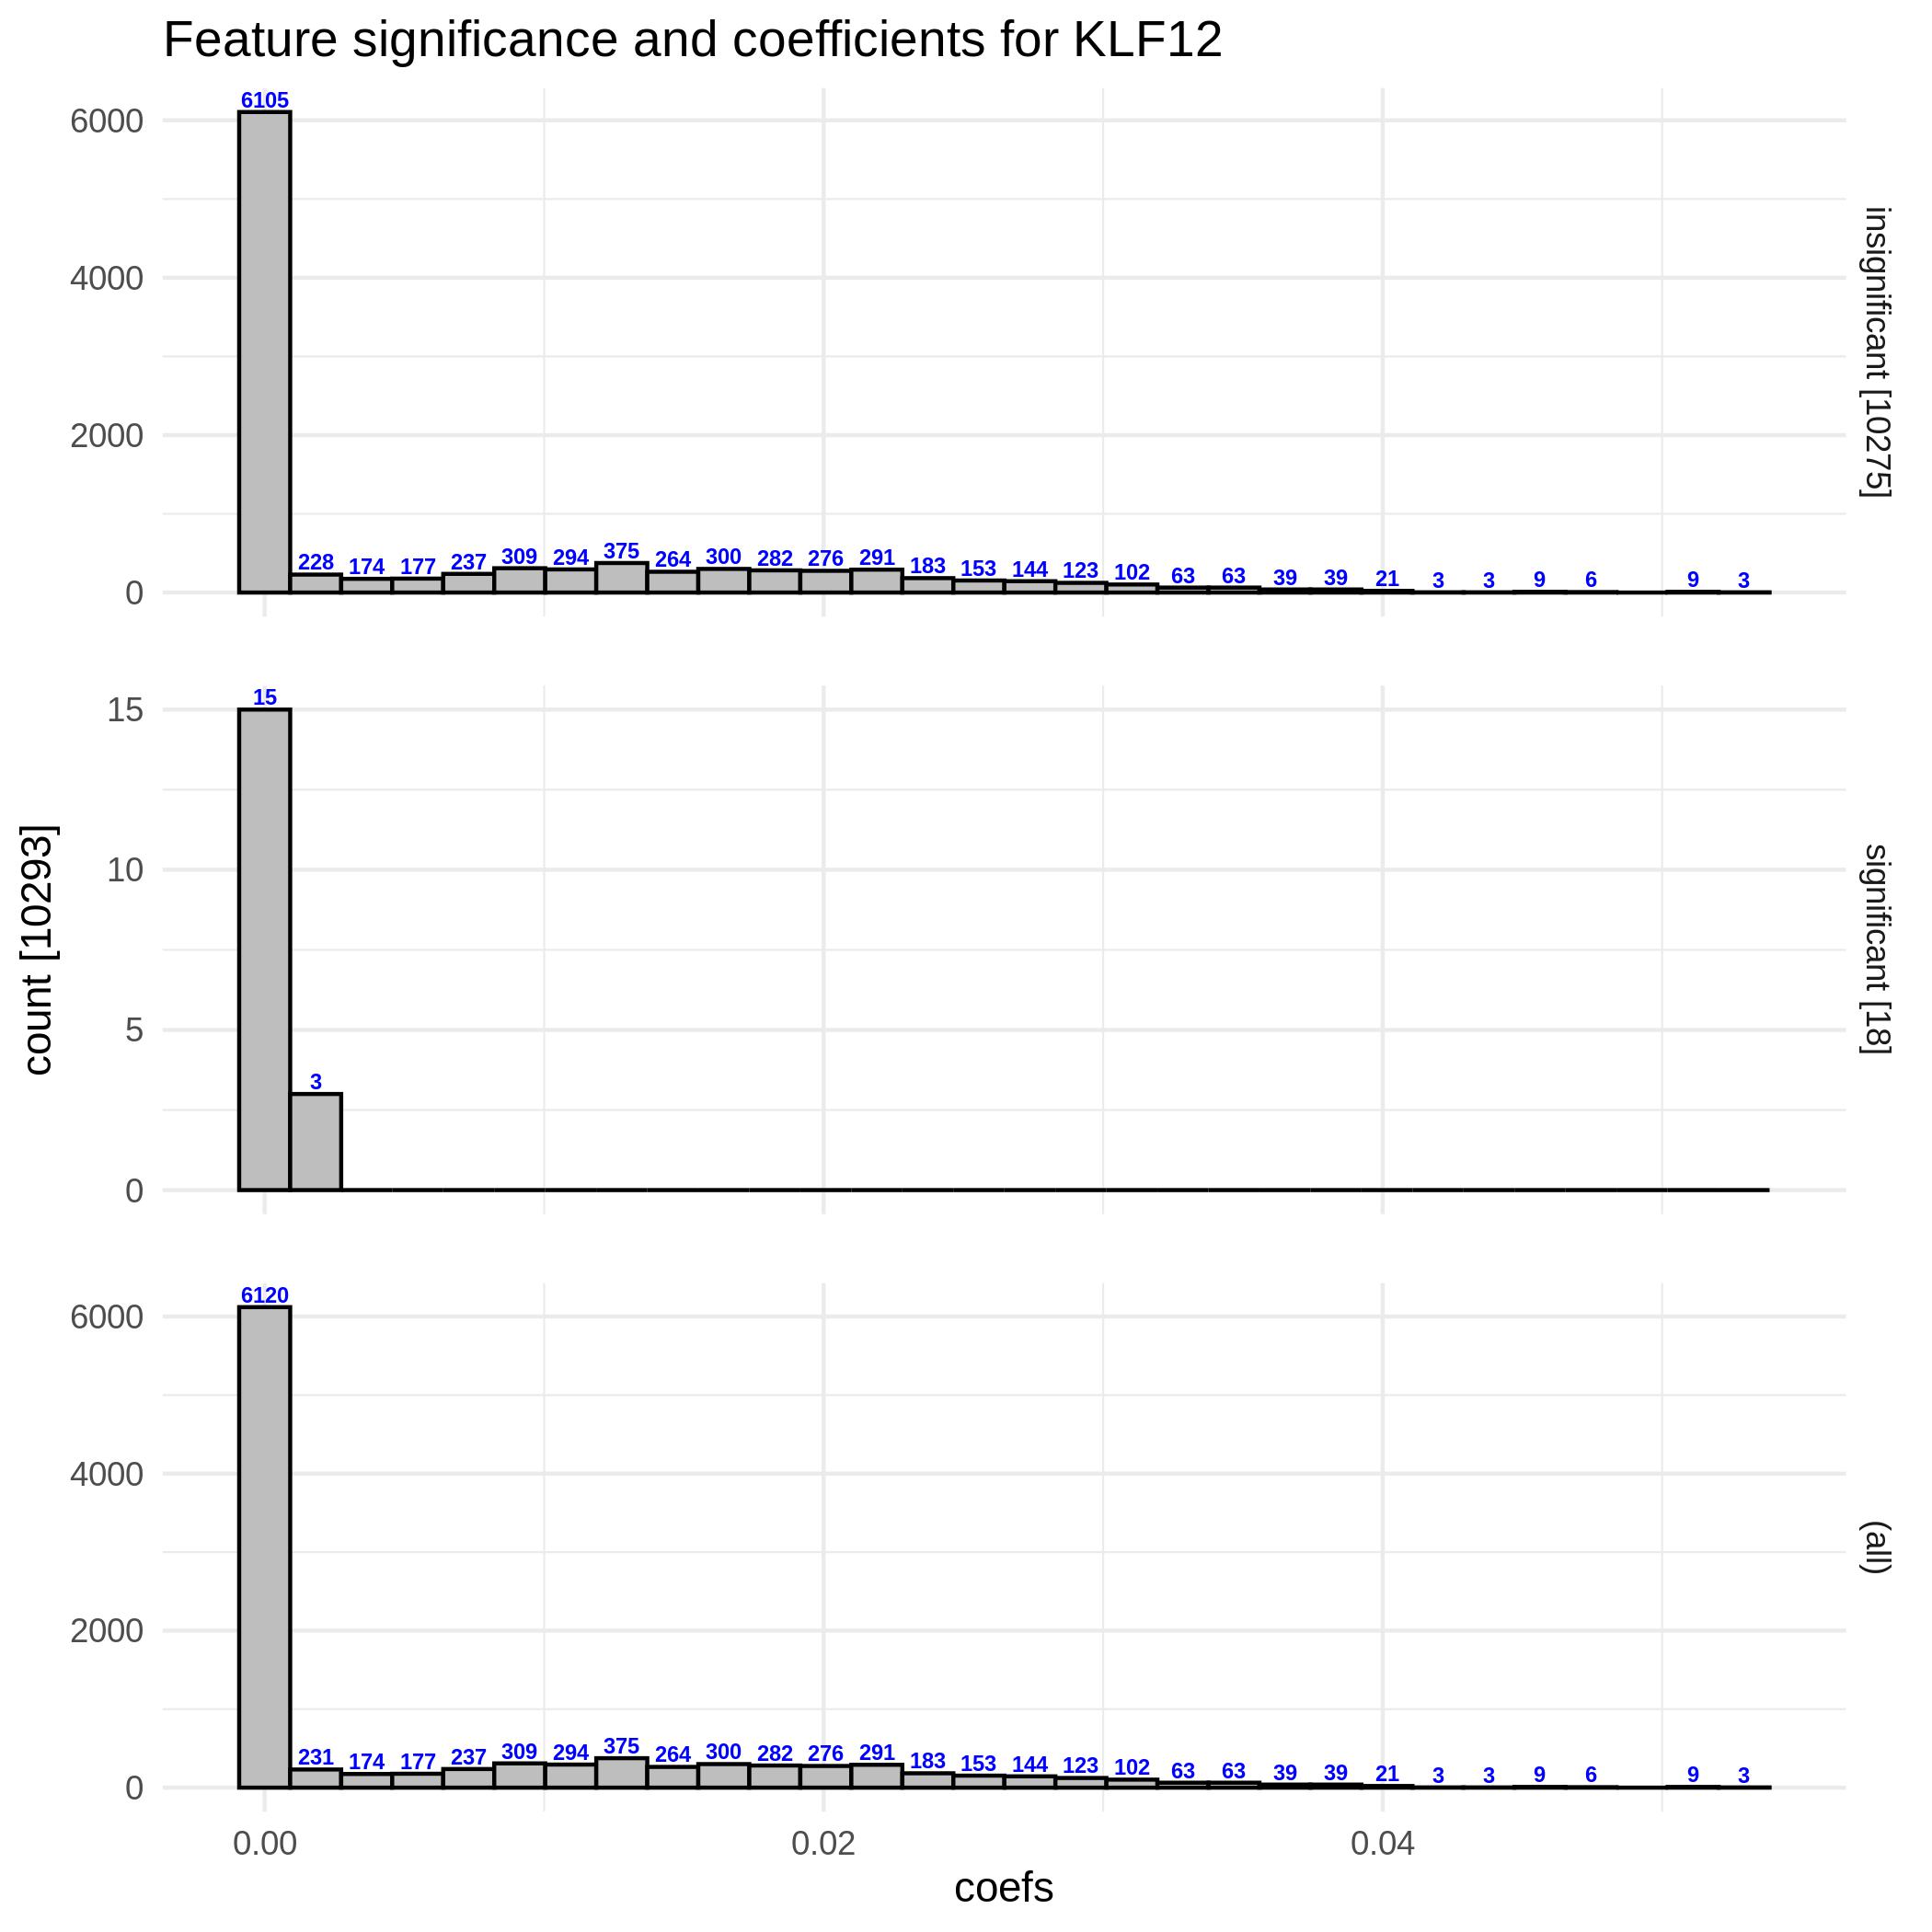 Feature significance and coefficients for KLF12
6105
6000
4000
2000
0
228 174 177 237 309 294 375 264 300 282 276 291 183 153 144 123 102 63 63 39 39 21 3 3 9 6 9 3
insignificant [10275]
15
15
10
5
3
0
significant [18]
count [10293]
6120
6000
4000
2000
0
231 174 177 237 309 294 375 264 300 282 276 291 183 153 144 123 102 63 63 39 39 21 3 3 9 6 9 3
(all)
0.00 0.02 0.04
coefs